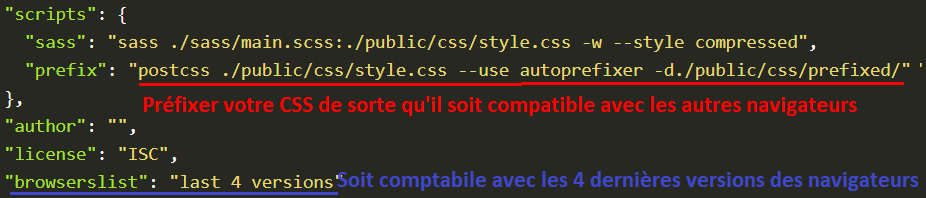 "scripts": {
"sass": "sass ./sass/main.scss:./public/css/style.css -w --style compressed",
"prefix": "postcss ./public/css/style.css --use autoprefixer -d./public/css/prefixed/" '
Préfixer votre CSS de sorte qu'il soit compatible avec les autres navigateurs
},
"author": "",
"license": "ISC",
"browserslist": "last 4 versions" Soit comptabile avec les 4 dernières versions des navigateurs